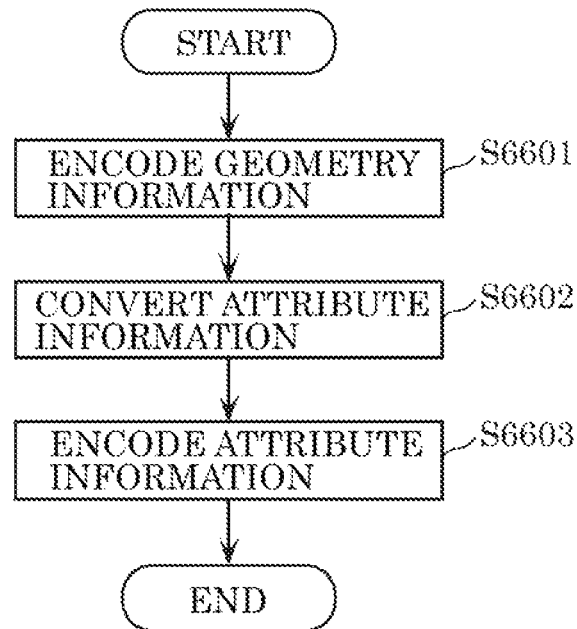 START
ENCODE GEOMETRY
INFORMATION
S6601
CONVERT ATTRIBUTE
INFORMATION
S6602
ENCODE ATTRIBUTE
INFORMATION
S6603
END